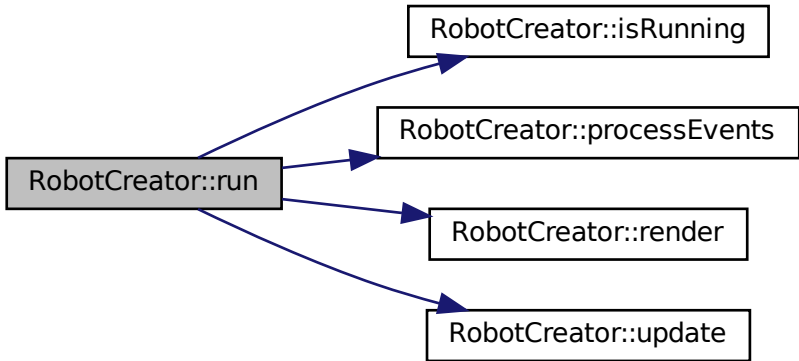 RobotCreator::isRunning
RobotCreator::processEvents
RobotCreator::run
RobotCreator::render
RobotCreator::update